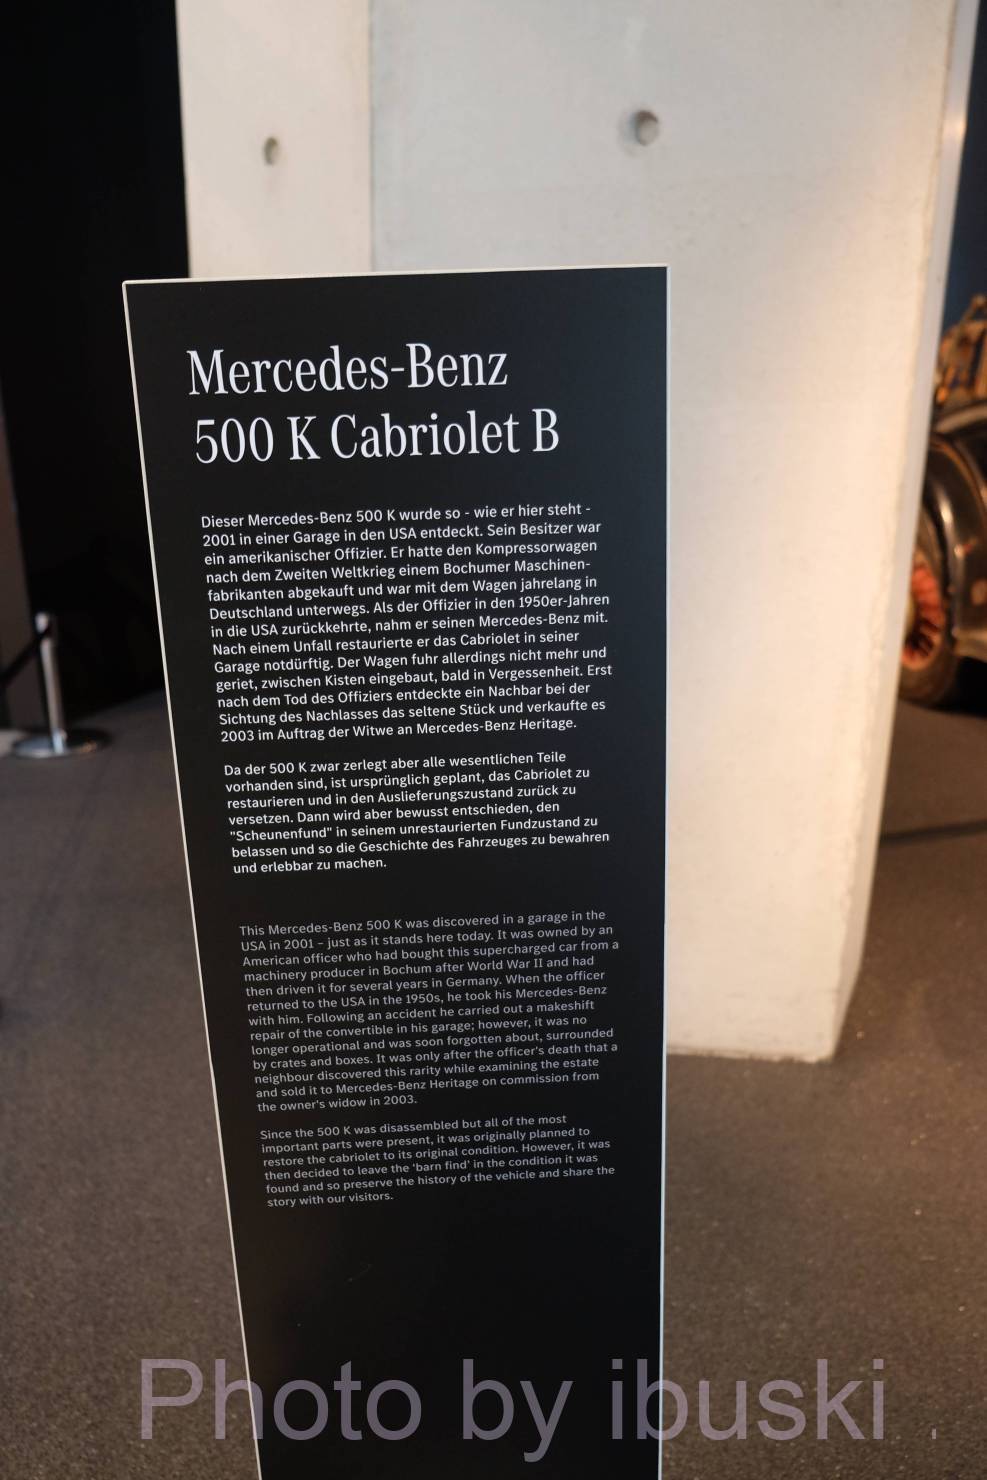 Mercedes-Benz
500 K Cabriolet B
Dieser Mercedes-Benz 500 K wurde so - wie er hier steht -
2001 in einer Garage in den USA entdeckt. Sein Besitzer war
ein amerikanischer Offizier. Er hatte den Kompressorwagen
nach dem Zweiten Weltkrieg einem Bochumer Maschinen-
fabrikanten abgekauft und war mit dem Wagen jahrelang in
Deutschland unterwegs. Als der Offizier in den 1950er-Jahren
in die USA zurückkehrte, nahm er seinen Mercedes-Benz mit.
Nach einem Unfall restaurierte er das Cabriolet in seiner
Garage notdürftig. Der Wagen fuhr allerdings nicht mehr und
geriet, zwischen Kisten eingebaut, bald in Vergessenheit. Erst
nach dem Tod des Offiziers entdeckte ein Nachbar bei der
Sichtung des Nachlasses das seltene Stück und verkaufte es
2003 im Auftrag der Witwe an Mercedes-Benz Heritage.
Da der 500 K zwar zerlegt aber alle wesentlichen Teile
vorhanden sind, ist ursprünglich geplant, das Cabriolet zu
restaurieren und in den Auslieferungszustand zurück zu
versetzen. Dann wird aber bewusst entschieden, den
"Scheunenfund" in seinem unrestaurierten Fundzustand zu
belassen und so die Geschichte des Fahrzeuges zu bewahren
und erlebbar zu machen.
This Mercedes-Benz 500 K was discovered in a garage in the
USA in 2001 – just as it stands here today. It was owned by an
American officer who had bought this supercharged car from a
machinery producer in Bochum after World War II and had
then driven it for several years in Germany. When the officer
returned to the USA in the 1950s, he took his Mercedes-Benz
with him. Following an accident he carried out a makeshift
repair of the convertible in his garage; however, it was no
longer operational and was soon forgotten about, surrounded
by crates and boxes. It was only after the officer's death that a
neighbour discovered this rarity while examining the estate
and sold it to Mercedes-Benz Heritage on commission from
the owner's widow in 2003.
Since the 500 K was disassembled but all of the most
important parts were present, it was originally planned to
restore the cabriolet to its original condition. However, it was
then decided to leave the ‘barn find’ in the condition it was
found and so preserve the history of the vehicle and share the
story with our visitors.
Photo by ibuski .